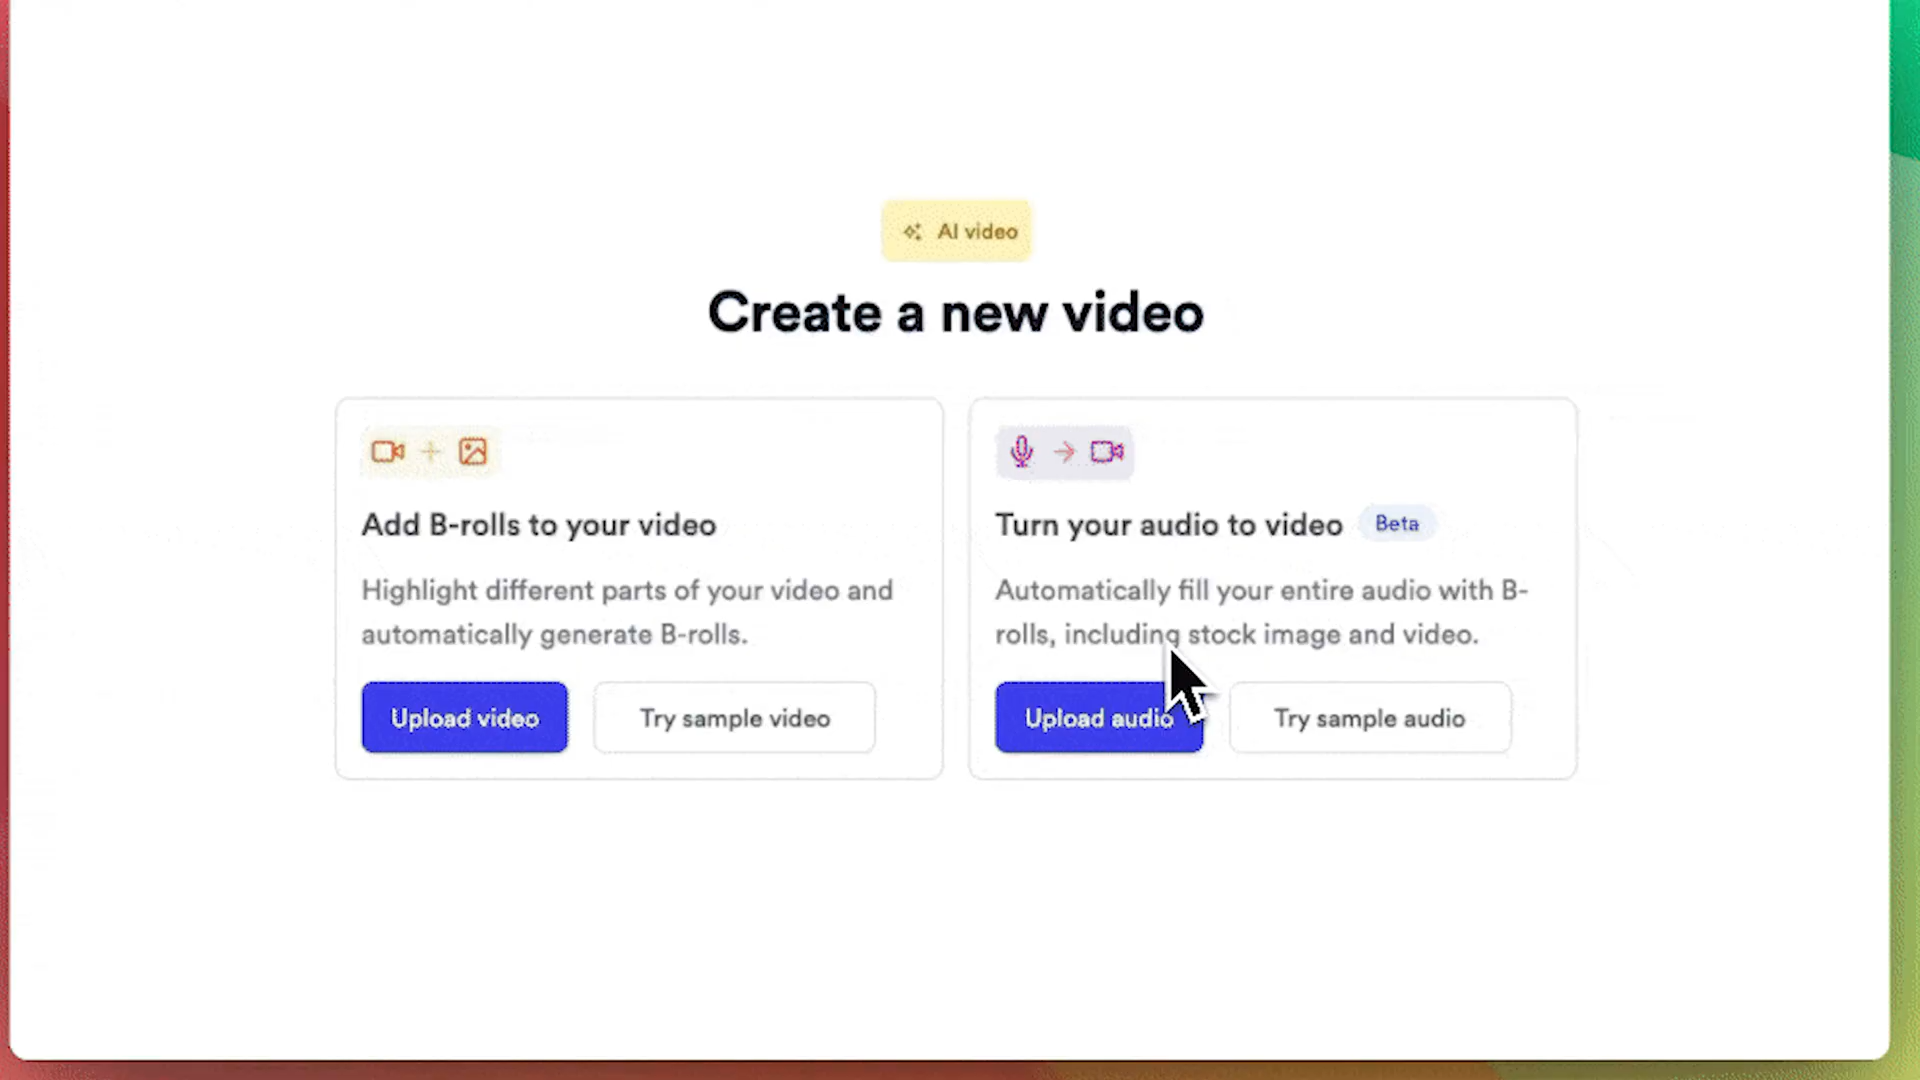 AI video
Create a new video
Add B-rolls to your video
Highlight different parts of your video and
automatically generate B-rolls.
Upload video
Try sample video
Turn your audio to video
Beta
Automatically fill your entire audio with B-
rolls, including stock image and video.
Upload audio
Try sample audio